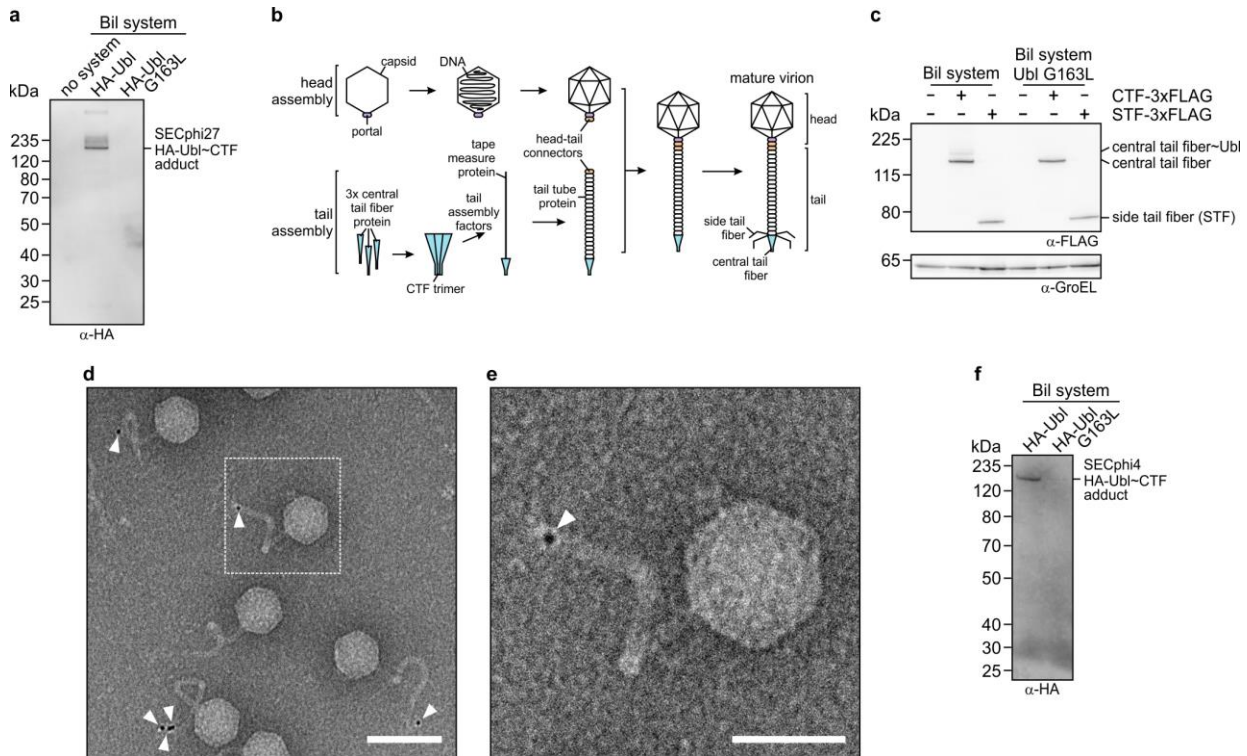 a
Bil system
no system
HA-Ubl
HA-Ubl
G163L
kDa
235
120
80
70
50
40
30
25
SECphi27
HA-Ubl~CTF
adduct
α-HA
b
head
assembly
capsid
portal
DNA
head-tail
connectors
mature virion
head
tail
tail
assembly
3x central
tail fiber
protein
CTF trimer
tape
measure
protein
tail
assembly
factors
tail tube
protein
side tail
fiber
central tail
fiber
c
Bil system
Bil system
Ubl G163L
- + - - + - CTF-3xFLAG
- - + - - + STF-3xFLAG
kDa
225
115
80
65
central tail fiber~Ubl
central tail fiber
side tail fiber (STF)
α-FLAG
α-GroEL
d
e
f
Bil system
HA-Ubl
HA-Ubl
G163L
kDa
235
120
80
70
50
40
30
25
SECphi4
HA-Ubl~CTF
adduct
α-HA